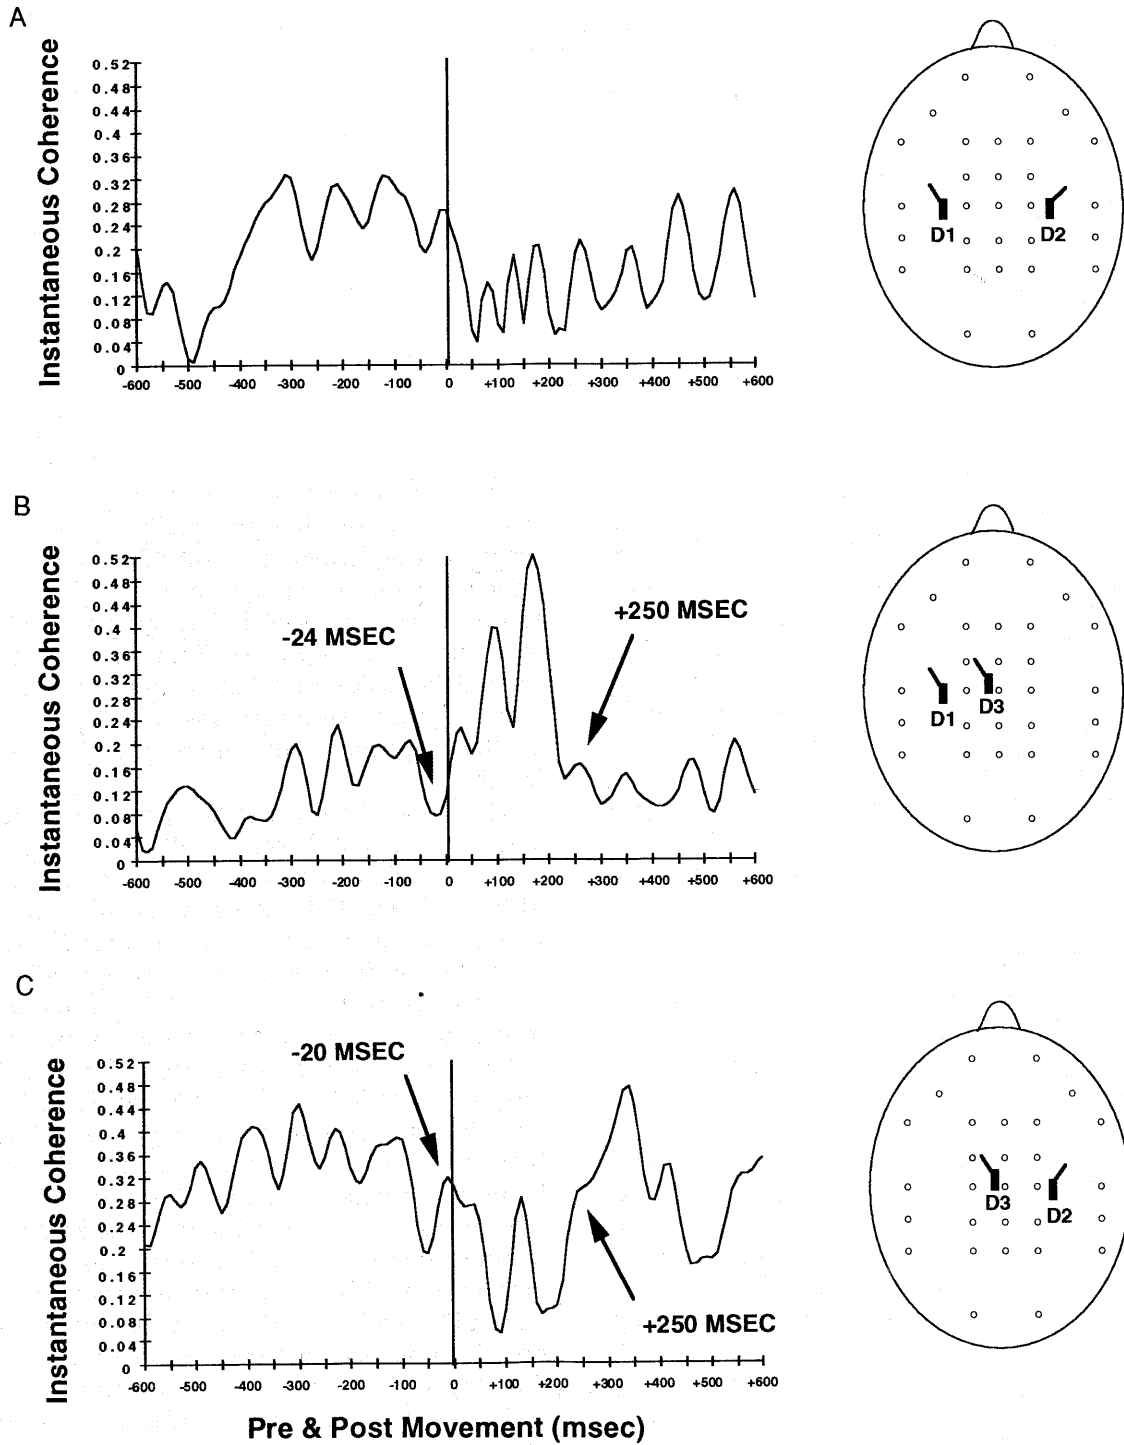 A
Instantaneous Coherence
0.52
0.48
0.44
0.4
0.36
0.32
0.28
0.24
0.2
0.16
0.12
0.08
0.04
0
-600 -500 -400 -300 -200 -100 0 +100 +200 +300 +400 +500 +600
D1 D2
B
Instantaneous Coherence
0.52
0.48
0.44
0.4
0.36
0.32
0.28
0.24
0.2
0.16
0.12
0.08
0.04
0
-24 MSEC
+250 MSEC
-600 -500 -400 -300 -200 -100 0 +100 +200 +300 +400 +500 +600
D1 D3
C
Instantaneous Coherence
0.52
0.48
0.44
0.4
0.36
0.32
0.28
0.24
0.2
0.16
0.12
0.08
0.04
0
-20 MSEC
+250 MSEC
-600 -500 -400 -300 -200 -100 0 +100 +200 +300 +400 +500 +600
D3 D2
Pre & Post Movement (msec)